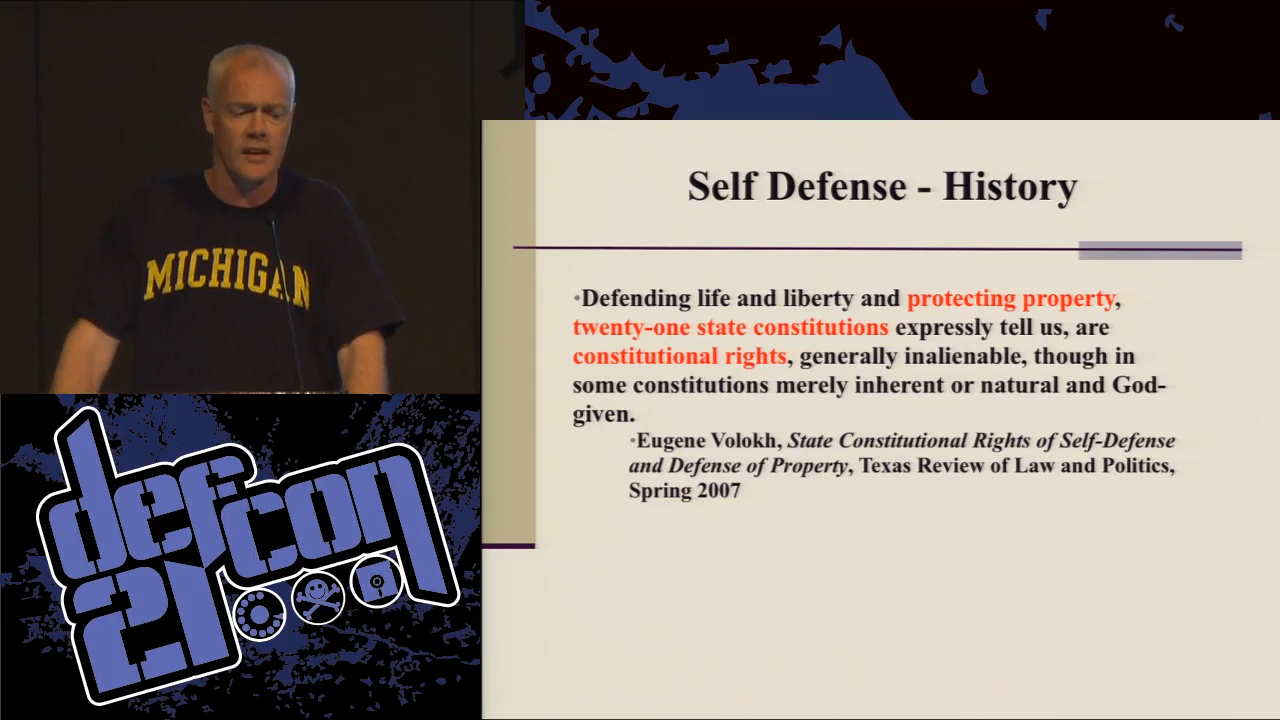 MICHIGAN
Self Defense - History
•Defending life and liberty and protecting property,
twenty-one state constitutions expressly tell us, are
constitutional rights, generally inalienable, though in
some constitutions merely inherent or natural and God-
given.
•Eugene Volokh, State Constitutional Rights of Self-Defense
and Defense of Property, Texas Review of Law and Politics,
Spring 2007
defcon
21